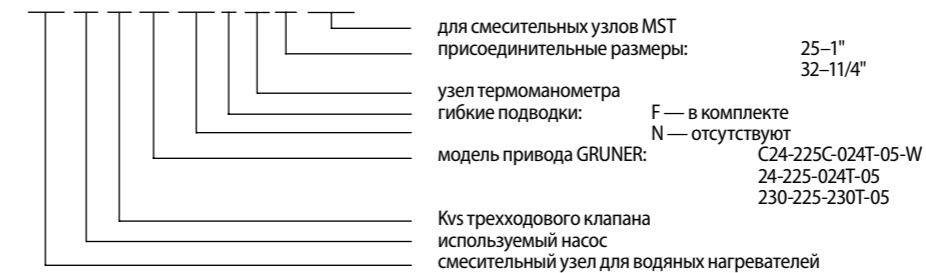 для смесительных узлов MST
присоединительные размеры: 25–1"
32–11/4"
узел термоманометра
гибкие подводки: F — в комплекте
N — отсутствуют
модель привода GRUNER: C24-225C-024T-05-W
24-225-024T-05
230-225-230T-05
Kvs трехходового клапана
используемый насос
смесительный узел для водяных нагревателей